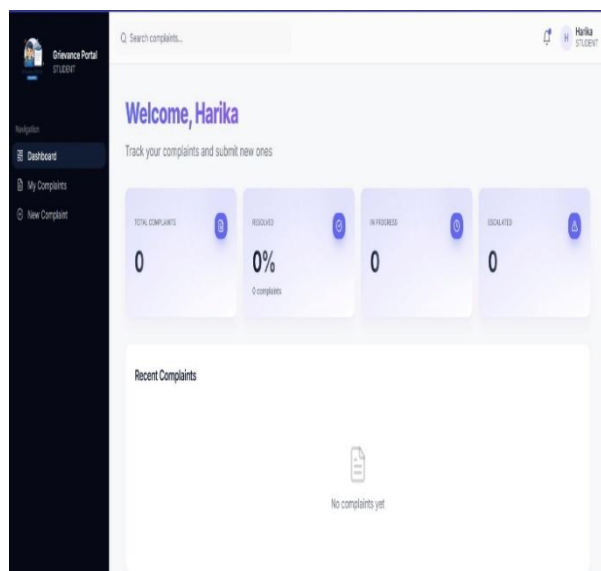 Grievance Portal
STUDENT
Navigation
Dashboard
My Complaints
New Complaint
Search complaints...
H
Harika
STUDENT
Welcome, Harika
Track your complaints and submit new ones
TOTAL COMPLAINTS
0
RESOLVED
0%
0 complaints
IN PROGRESS
0
ESCALATED
0
Recent Complaints
No complaints yet